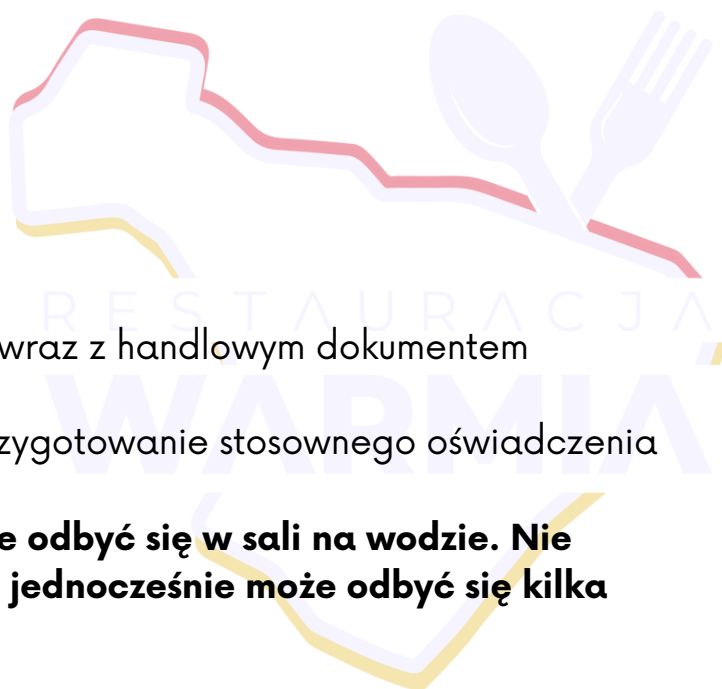 RESTAURACJA
wraz z handlowym dokumentem
WARMIA
zygotowanie stosownego oświadczenia
e odbyć się w sali na wodzie. Nie
jednocześnie może odbyć się kilka